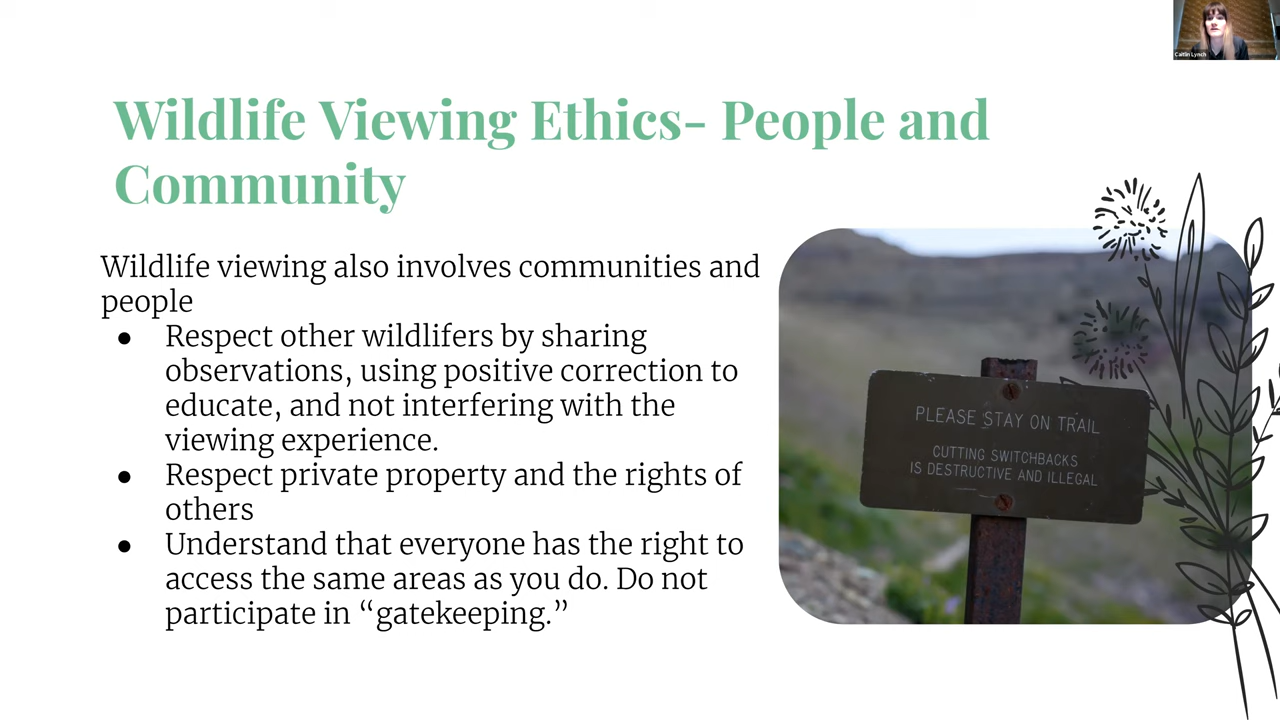 Caitlin Lynch
Wildlife Viewing Ethics- People and
Community
Wildlife viewing also involves communities and
people
● Respect other wildlifers by sharing
observations, using positive correction to
educate, and not interfering with the
viewing experience.
● Respect private property and the rights of
others
● Understand that everyone has the right to
access the same areas as you do. Do not
participate in “gatekeeping.”
PLEASE STAY ON TRAIL
CUTTING SWITCHBACKS
IS DESTRUCTIVE AND ILLEGAL